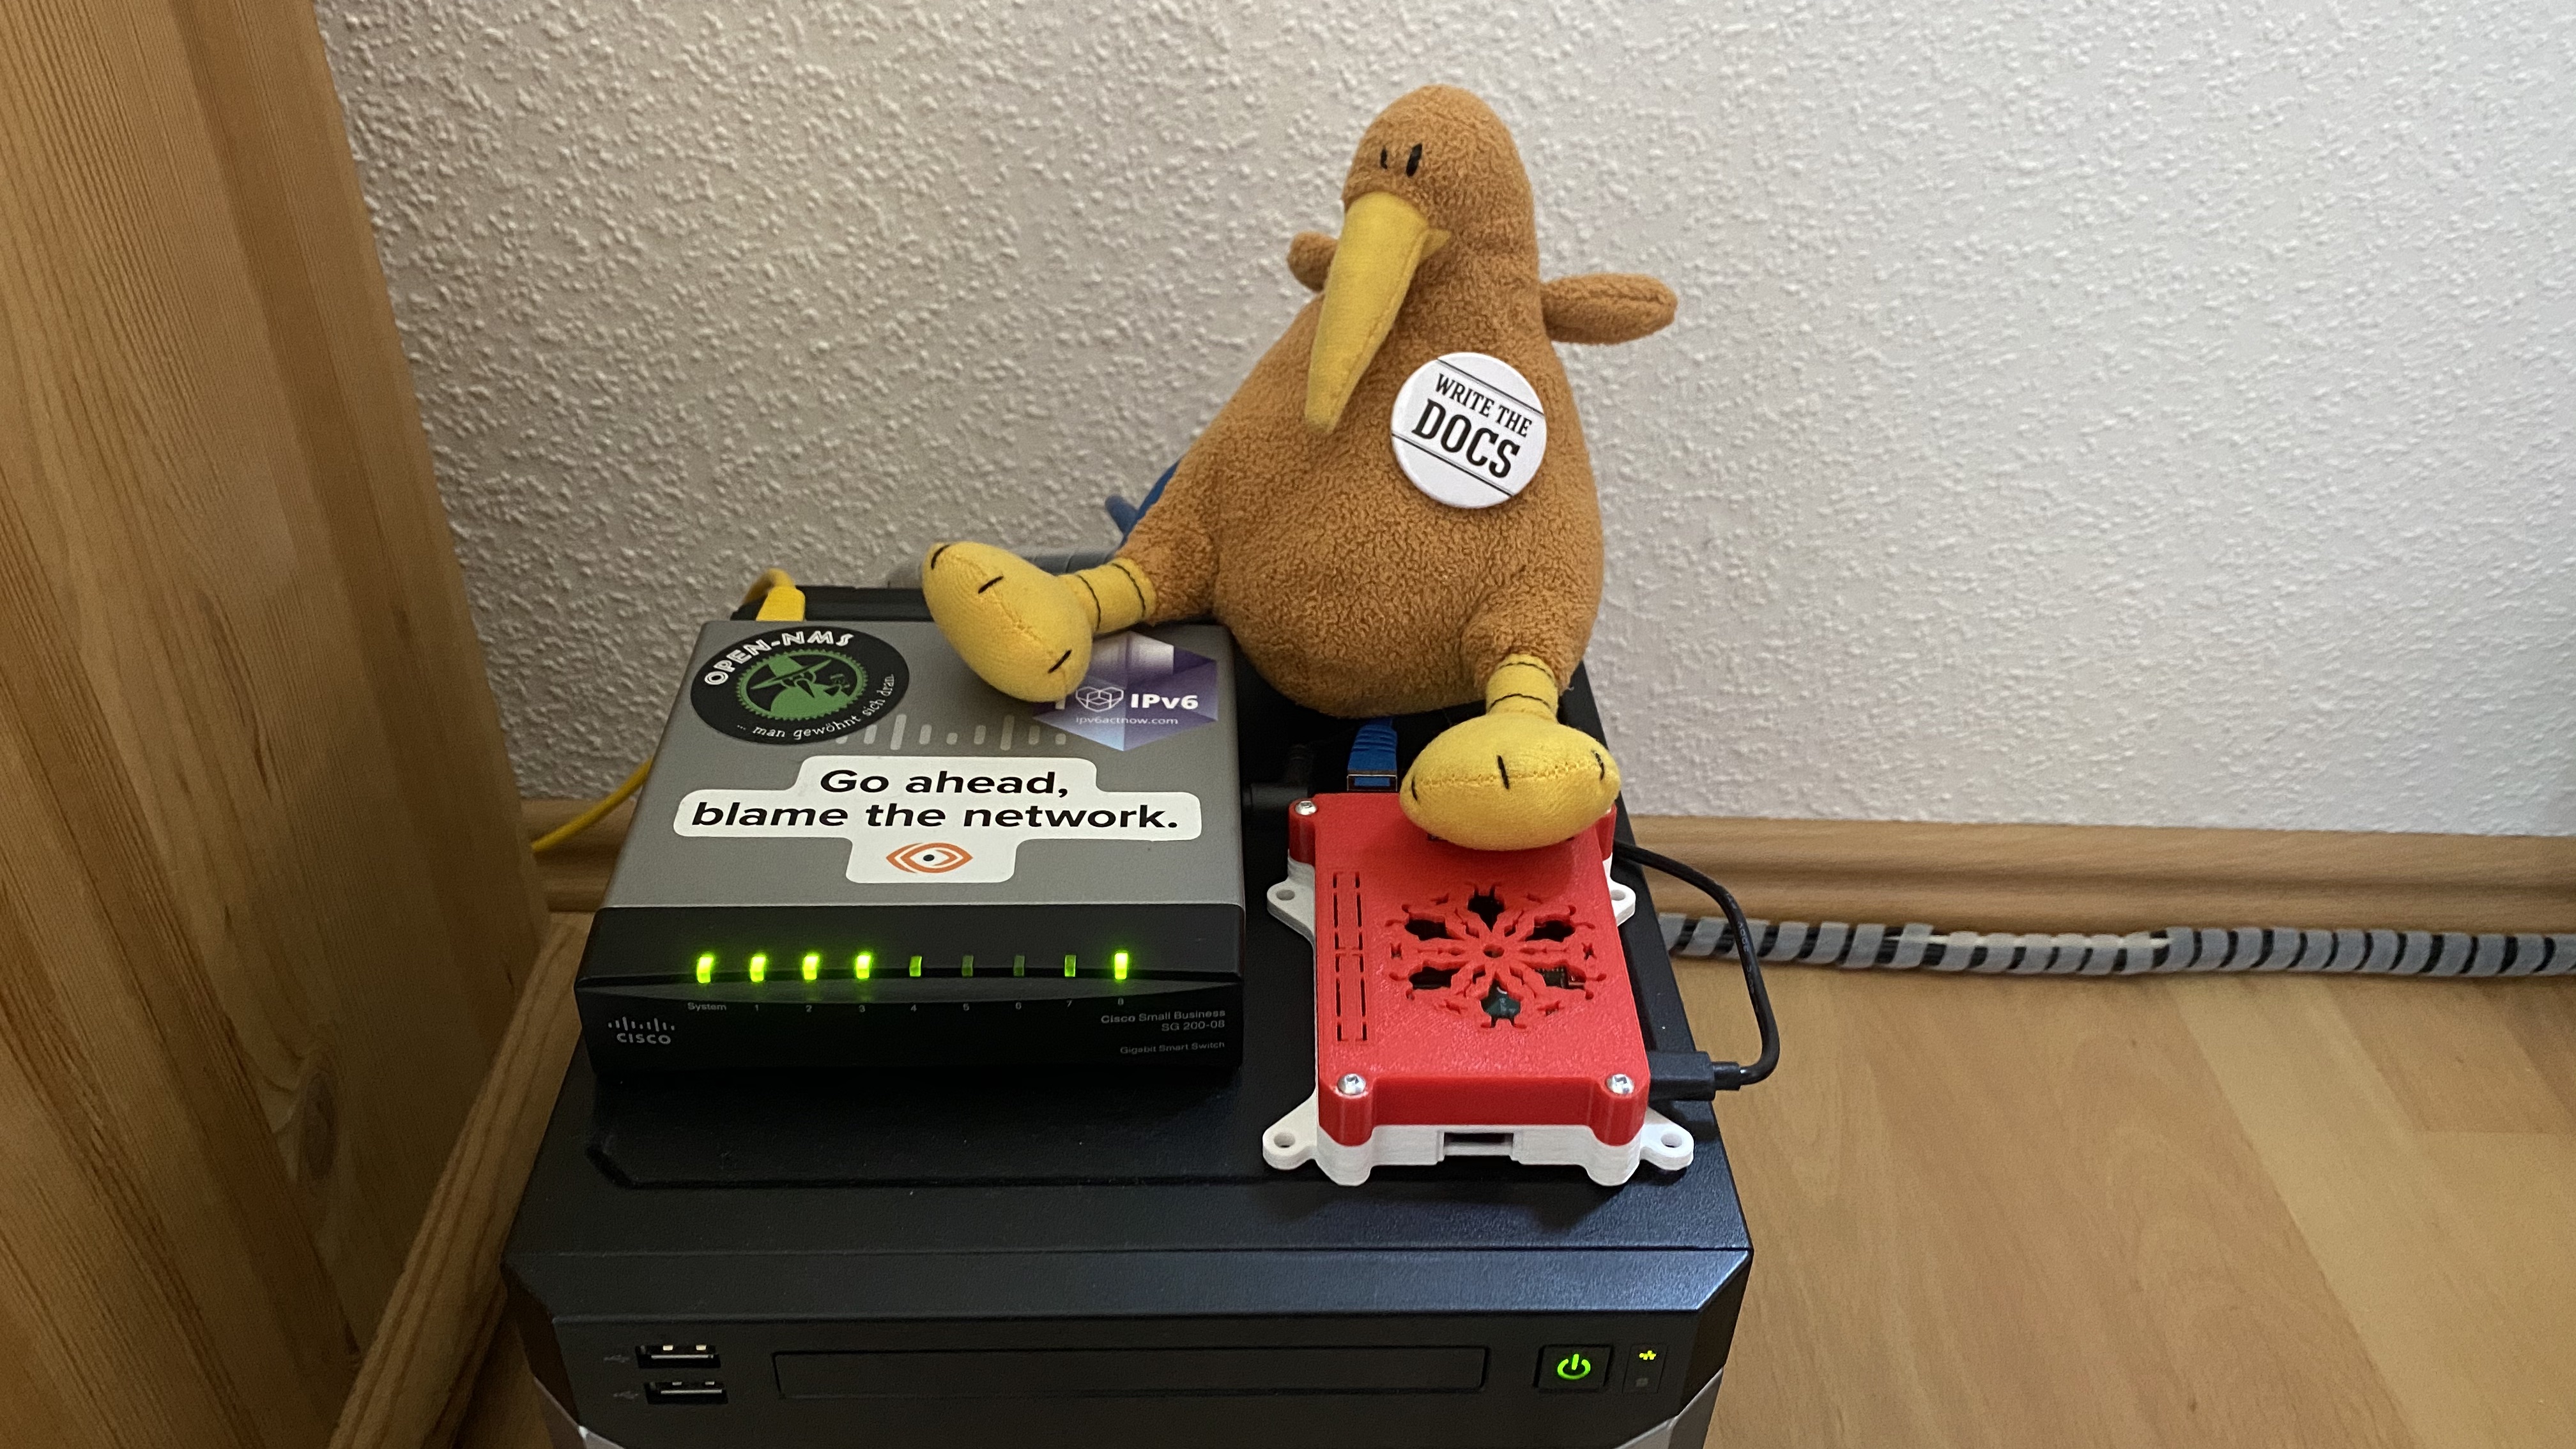 WRITE THE
DOCS
OPEN-NMS
... man gewöhnt sich dran.
IPv6
ipv6actnow.com
Go ahead,
blame the network.
System 1 2 3 4 5 6 7 8
CISCO
Cisco Small Business
SG 200-08
Gigabit Smart Switch